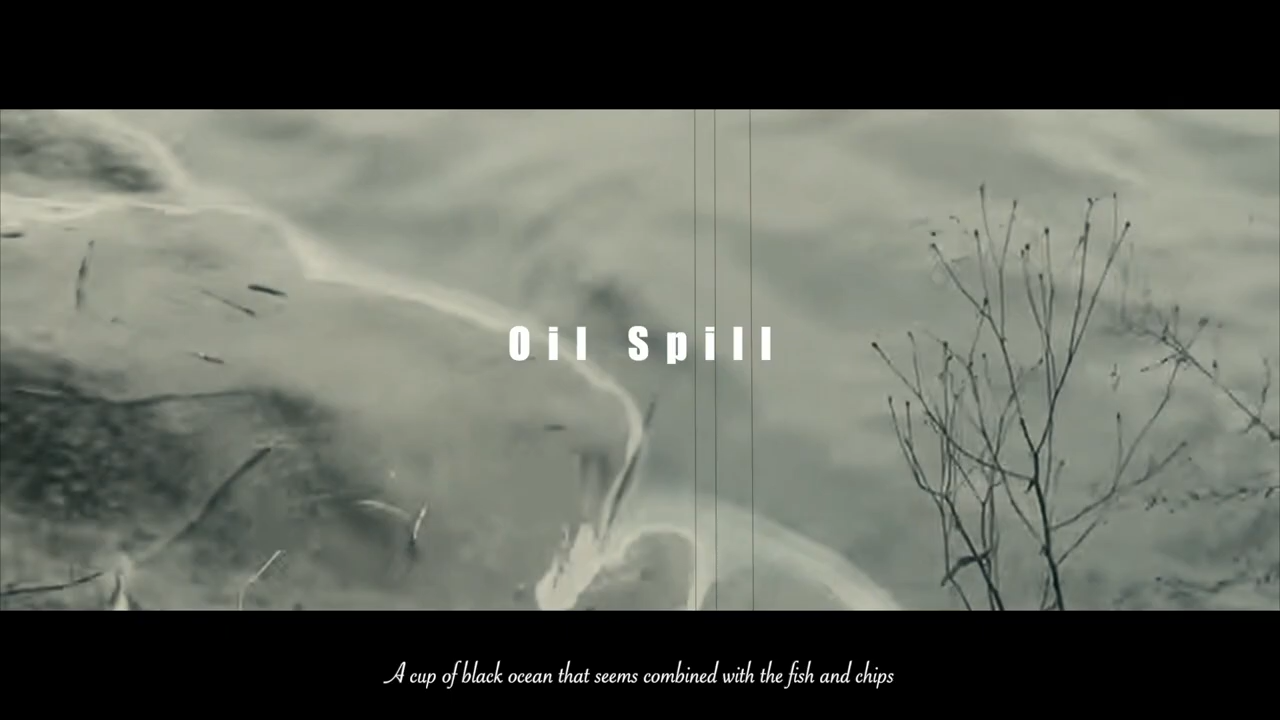 Oil Spill
A cup of black ocean that seems combined with the fish and chips